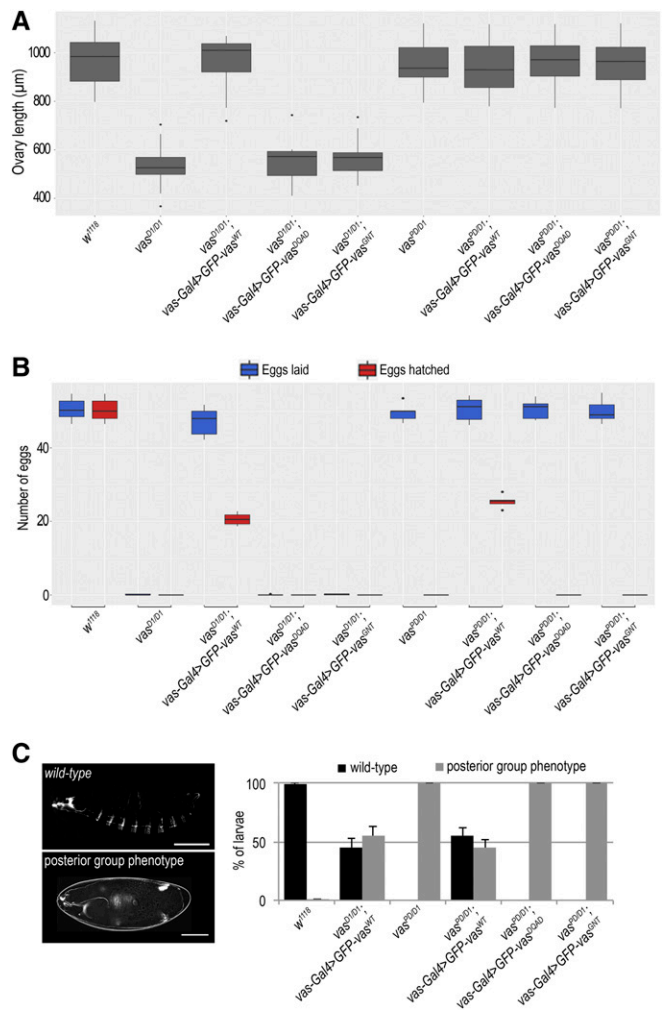 A
Ovary length (µm)
1000
800
600
400
w1118
vasD1/D1
vasD1/D1;
vas-Gal4>GFP-vasWT
vasD1/D1;
vas-Gal4>GFP-vasDQAD
vasD1/D1;
vas-Gal4>GFP-vasGNT
vasPD/D1
vasPD/D1;
vas-Gal4>GFP-vasWT
vasPD/D1;
vas-Gal4>GFP-vasDQAD
vasPD/D1;
vas-Gal4>GFP-vasGNT
B
Eggs laid
Eggs hatched
Number of eggs
40
20
0
w1118
vasD1/D1
vasD1/D1;
vas-Gal4>GFP-vasWT
vasD1/D1;
vas-Gal4>GFP-vasDQAD
vasD1/D1;
vas-Gal4>GFP-vasGNT
vasPD/D1
vasPD/D1;
vas-Gal4>GFP-vasWT
vasPD/D1;
vas-Gal4>GFP-vasDQAD
vasPD/D1;
vas-Gal4>GFP-vasGNT
C
wild-type
posterior group phenotype
wild-type
posterior group phenotype
% of larvae
100
50
0
w1118
vasD1/D1;
vas-Gal4>GFP-vasWT
vasPD/D1
vasPD/D1;
vas-Gal4>GFP-vasWT
vasPD/D1;
vas-Gal4>GFP-vasDQAD
vasPD/D1;
vas-Gal4>GFP-vasGNT